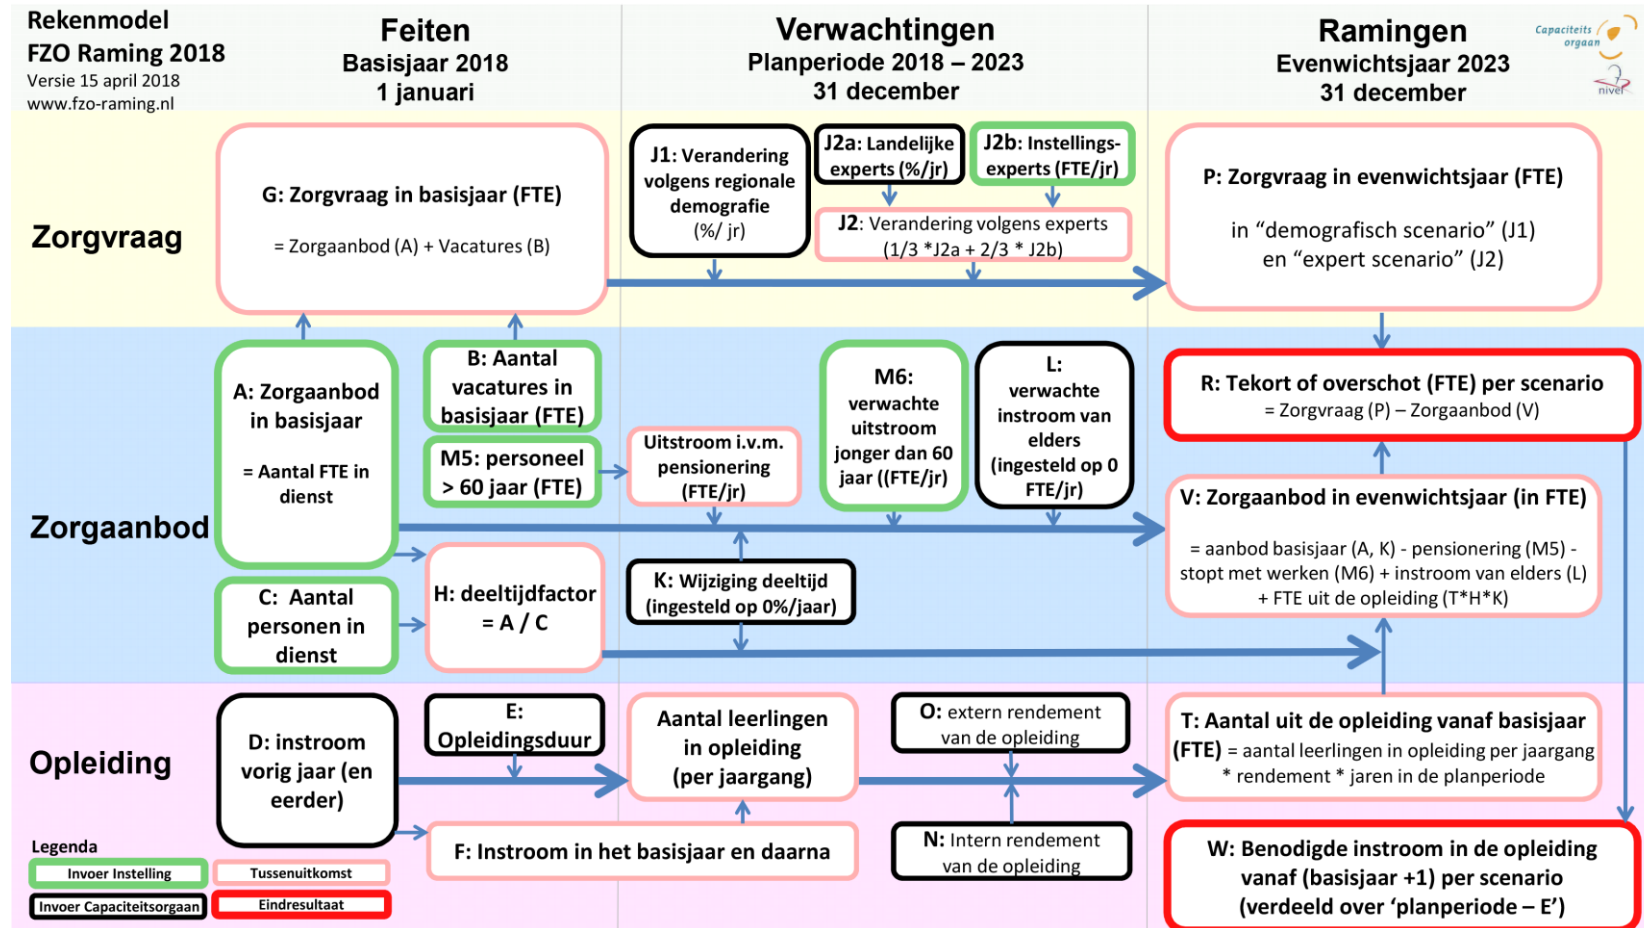 Rekenmodel
FZO Raming 2018
Versie 15 april 2018
www.fzo-raming.nl
Feiten
Basisjaar 2018
1 januari
Verwachtingen
Planperiode 2018 – 2023
31 december
Ramingen
Evenwichtsjaar 2023
31 december
Capaciteits
orgaan
nivel
Zorgvraag
G: Zorgvraag in basisjaar (FTE)
= Zorgaanbod (A) + Vacatures (B)
J1: Verandering
volgens regionale
demografie
(%/ jr)
J2a: Landelijke
experts (%/jr)
J2b: Instellings-
experts (FTE/jr)
J2: Verandering volgens experts
(1/3 *J2a + 2/3 * J2b)
P: Zorgvraag in evenwichtsjaar (FTE)
in “demografisch scenario” (J1)
en “expert scenario” (J2)
Zorgaanbod
A: Zorgaanbod
in basisjaar
= Aantal FTE in
dienst
B: Aantal
vacatures in
basisjaar (FTE)
M5: personeel
> 60 jaar (FTE)
C: Aantal
personen in
dienst
H: deeltijdfactor
= A / C
Uitstroom i.v.m.
pensionering
(FTE/jr)
K: Wijziging deeltijd
(ingesteld op 0%/jaar)
M6:
verwachte
uitstroom
jonger dan 60
jaar ((FTE/jr)
L:
verwachte
instroom van
elders
(ingesteld op 0
FTE/jr)
R: Tekort of overschot (FTE) per scenario
= Zorgvraag (P) – Zorgaanbod (V)
V: Zorgaanbod in evenwichtsjaar (in FTE)
= aanbod basisjaar (A, K) - pensionering (M5) -
stopt met werken (M6) + instroom van elders (L)
+ FTE uit de opleiding (T*H*K)
Opleiding
D: instroom
vorig jaar (en
eerder)
E:
Opleidingsduur
F: Instroom in het basisjaar en daarna
Aantal leerlingen
in opleiding
(per jaargang)
O: extern rendement
van de opleiding
N: Intern rendement
van de opleiding
T: Aantal uit de opleiding vanaf basisjaar
(FTE) = aantal leerlingen in opleiding per jaargang
* rendement * jaren in de planperiode
W: Benodigde instroom in de opleiding
vanaf (basisjaar +1) per scenario
(verdeeld over ‘planperiode – E’)
Legenda
Invoer Instelling
Tussenuitkomst
Invoer Capaciteitsorgaan
Eindresultaat